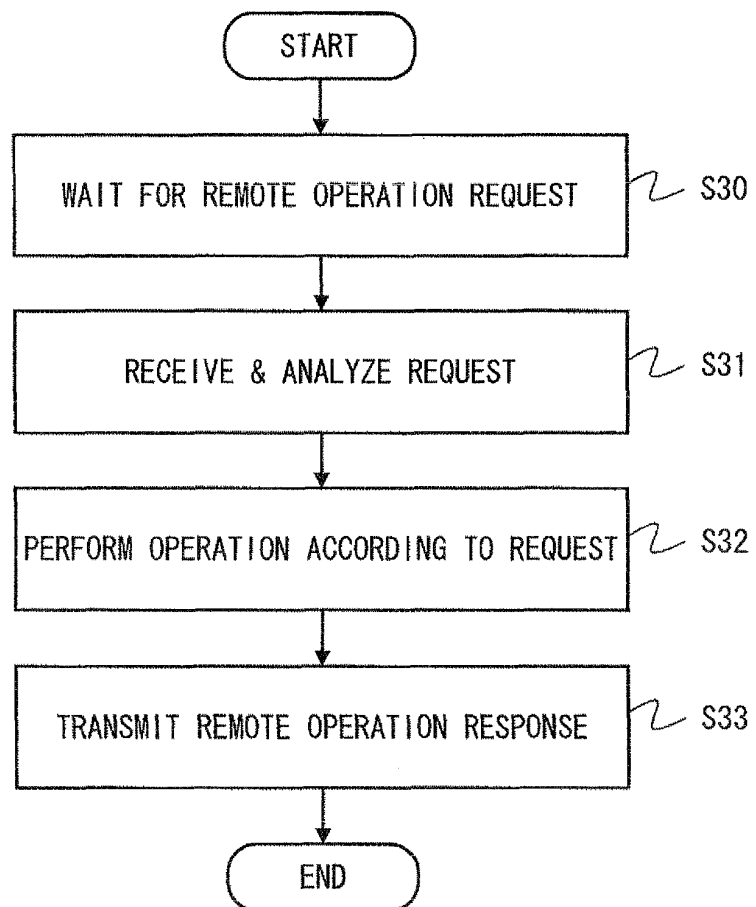 START
WAIT FOR REMOTE OPERATION REQUEST
S30
RECEIVE & ANALYZE REQUEST
S31
PERFORM OPERATION ACCORDING TO REQUEST
S32
TRANSMIT REMOTE OPERATION RESPONSE
S33
END